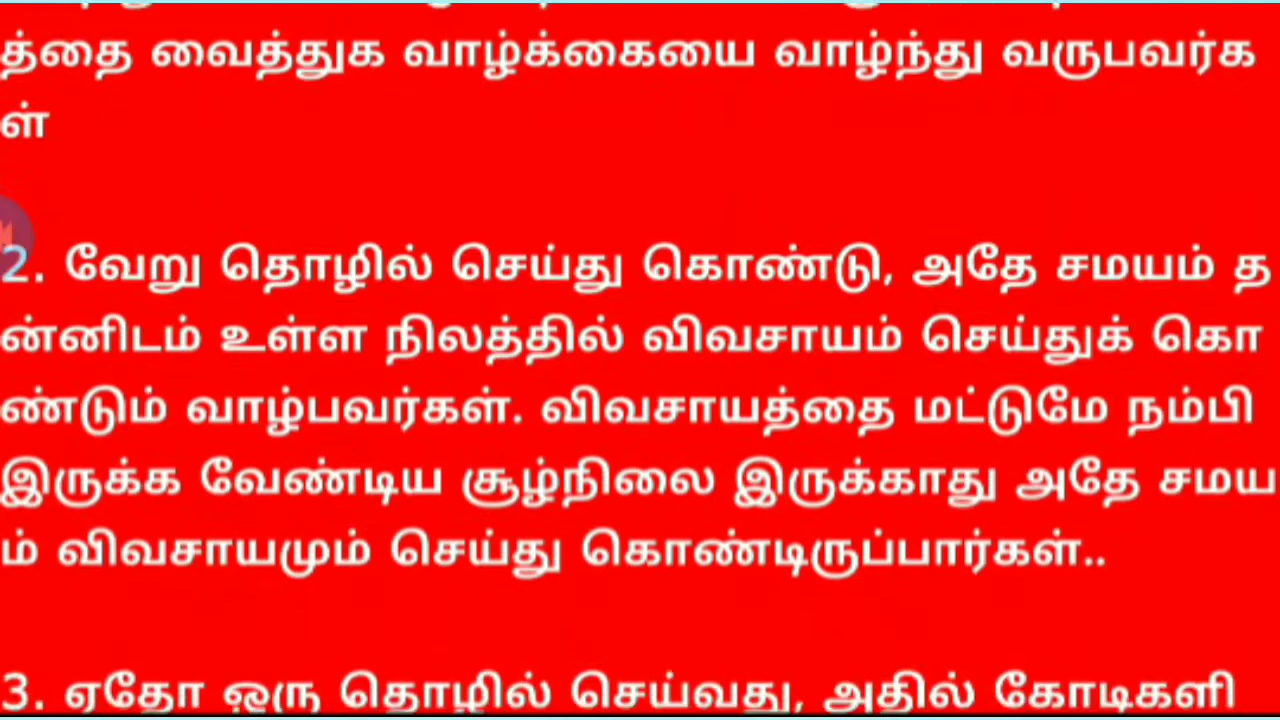 த்தை வைத்துக வாழ்க்கையை வாழ்ந்து வருபவர்க
ள்
2. வேறு தொழில் செய்து கொண்டு, அதே சமயம் த
ன்னிடம் உள்ள நிலத்தில் விவசாயம் செய்துக் கொ
ண்டும் வாழ்பவர்கள். விவசாயத்தை மட்டுமே நம்பி
இருக்க வேண்டிய சூழ்நிலை இருக்காது அதே சமய
ம் விவசாயமும் செய்து கொண்டிருப்பார்கள்..
3. ஏதோ ஒரு தொழில் செய்வது, அதில் கோடிகளி